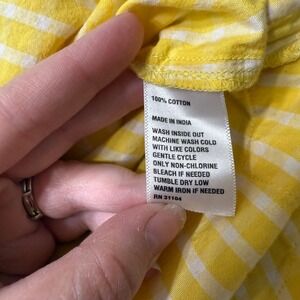 100% COTTON
MADE IN INDIA
WASH INSIDE OUT
MACHINE WASH COLD
WITH LIKE COLORS
GENTLE CYCLE
ONLY NON-CHLORINE
BLEACH IF NEEDED
TUMBLE DRY LOW
WARM IRON IF NEEDED
RN 31104